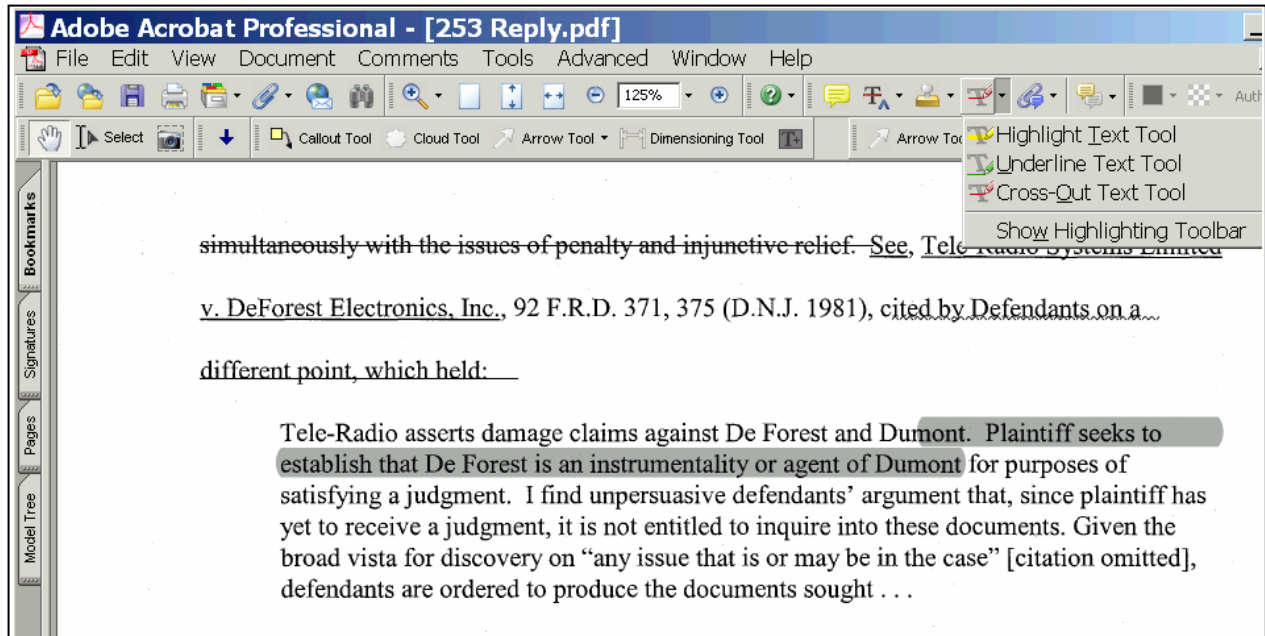 Adobe Acrobat Professional - [253 Reply.pdf]
File Edit View Document Comments Tools Advanced Window Help
125%
Select Callout Tool Cloud Tool Arrow Tool Dimensioning Tool T+ Arrow Too
Highlight Text Tool
Underline Text Tool
Cross-Out Text Tool
Show Highlighting Toolbar
Bookmarks
Signatures
Pages
Model Tree
simultaneously with the issues of penalty and injunctive relief. See, Tele-Radio Systems Limited
v. DeForest Electronics, Inc., 92 F.R.D. 371, 375 (D.N.J. 1981), cited by Defendants on a
different point, which held:
Tele-Radio asserts damage claims against De Forest and Dumont. Plaintiff seeks to
establish that De Forest is an instrumentality or agent of Dumont for purposes of
satisfying a judgment. I find unpersuasive defendants’ argument that, since plaintiff has
yet to receive a judgment, it is not entitled to inquire into these documents. Given the
broad vista for discovery on “any issue that is or may be in the case” [citation omitted],
defendants are ordered to produce the documents sought . . .